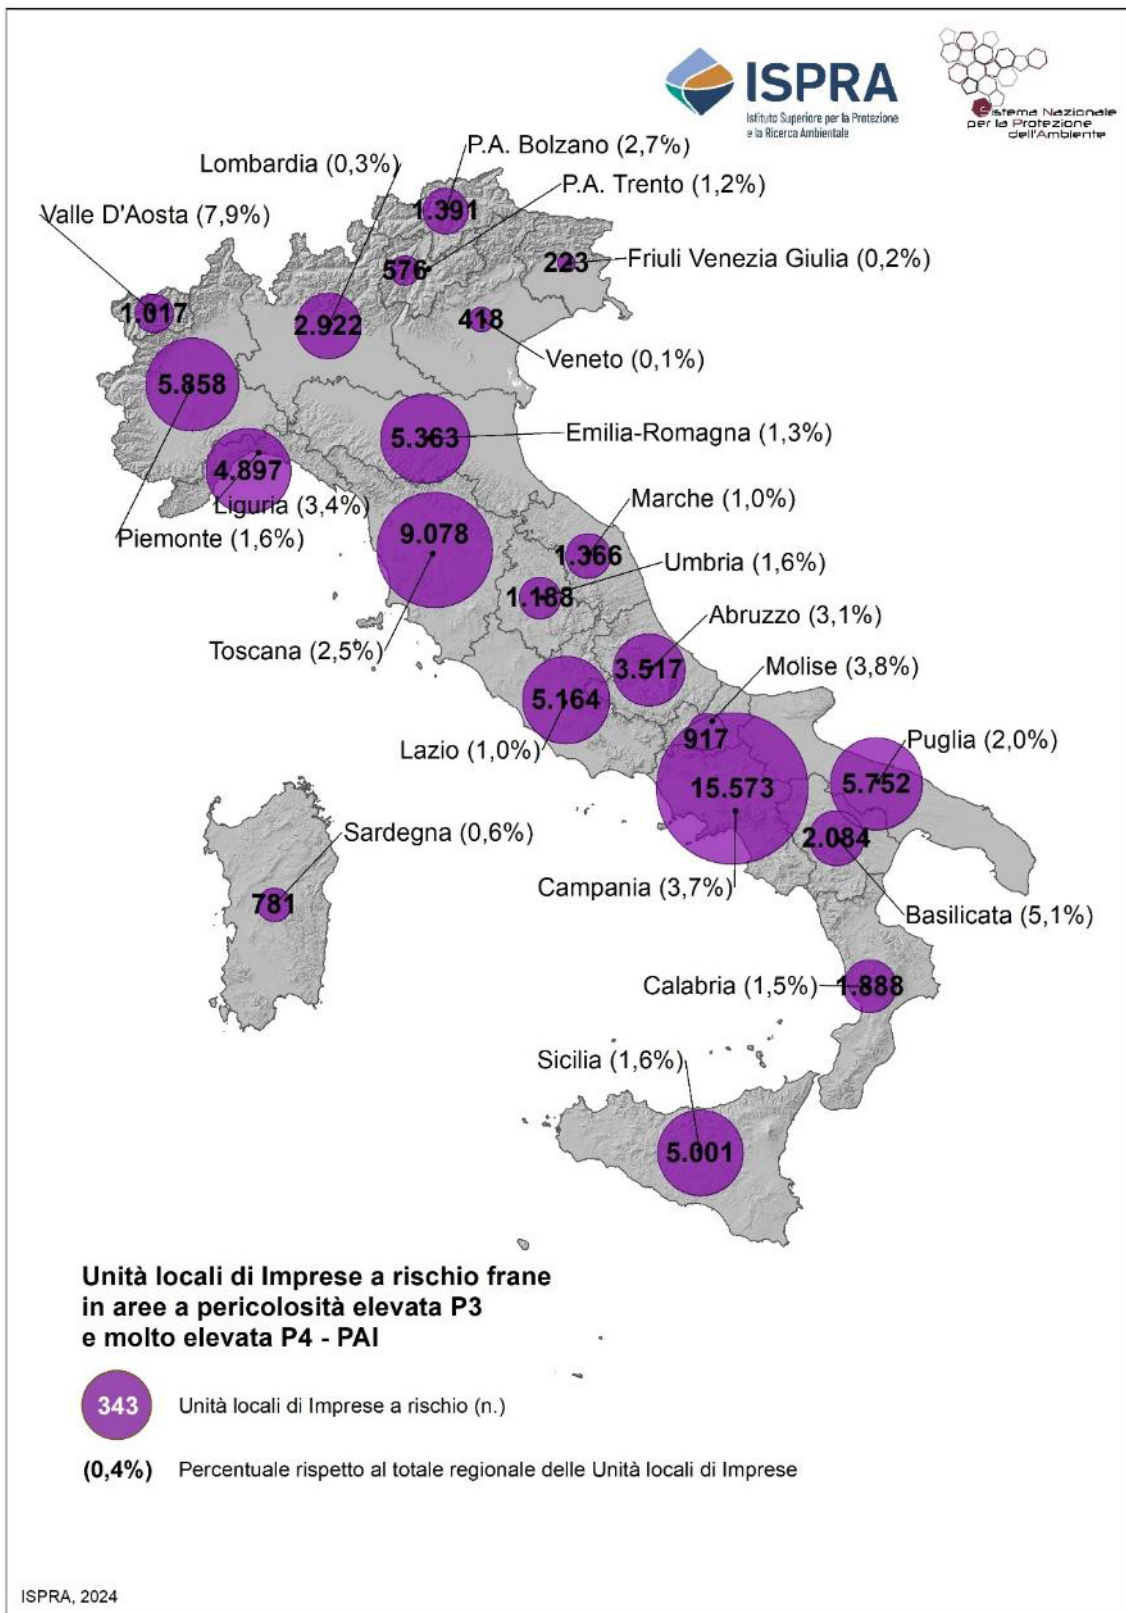 ISPRA
Istituto Superiore per la Protezione
e la Ricerca Ambientale
Sistema Nazionale
per la Protezione
dell'Ambiente
P.A. Bolzano (2,7%)
Lombardia (0,3%)
P.A. Trento (1,2%)
Valle D'Aosta (7,9%)
1.391
Friuli Venezia Giulia (0,2%)
223
576
1.017
2.922
418
Veneto (0,1%)
5.858
Emilia-Romagna (1,3%)
5.363
4.897
Marche (1,0%)
Liguria (3,4%)
Piemonte (1,6%)
9.078
1.366
Umbria (1,6%)
1.188
Abruzzo (3,1%)
Toscana (2,5%)
Molise (3,8%)
3.517
5.164
917
Puglia (2,0%)
Lazio (1,0%)
5.752
15.573
Sardegna (0,6%)
2.084
Campania (3,7%)
781
Basilicata (5,1%)
Calabria (1,5%)
1.888
Sicilia (1,6%)
5.001
Unità locali di Imprese a rischio frane
in aree a pericolosità elevata P3
e molto elevata P4 - PAI
343
Unità locali di Imprese a rischio (n.)
(0,4%)
Percentuale rispetto al totale regionale delle Unità locali di Imprese
ISPRA, 2024